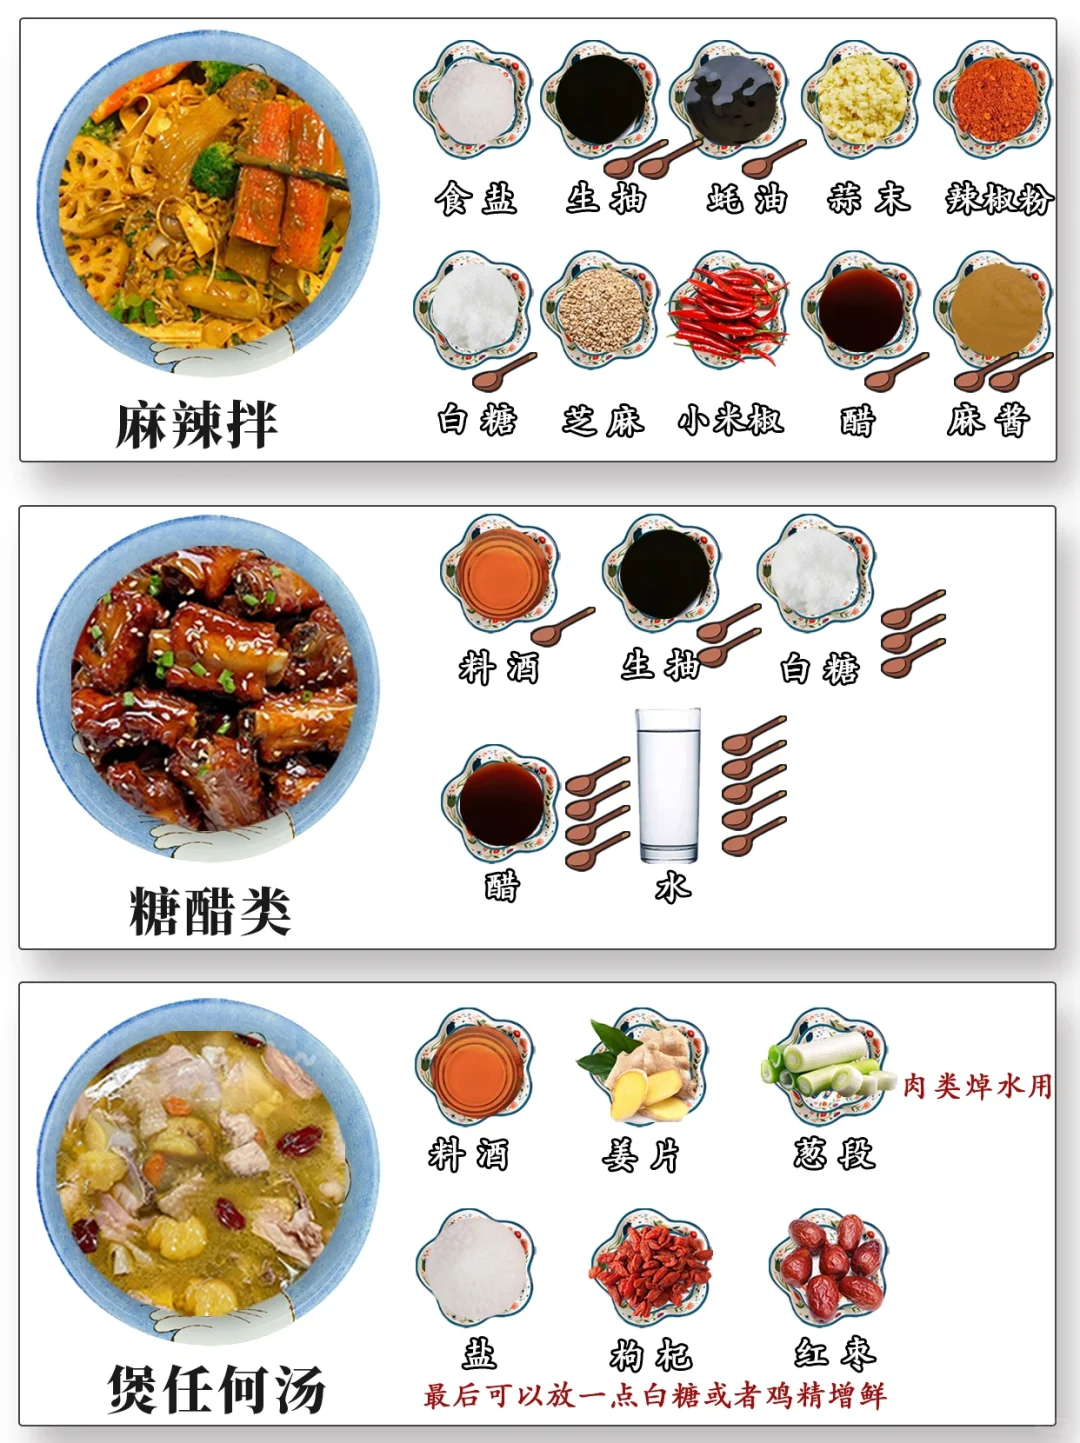 食盐 生抽 蚝油 蒜末 辣椒粉
白糖 芝麻 小米椒 醋 麻酱
麻辣拌
料酒 生抽 白糖
醋 水
糖醋类
肉类焯水用
料酒 姜片 葱段
盐 枸杞 红枣
最后可以放一点白糖或者鸡精增鲜
煲任何汤